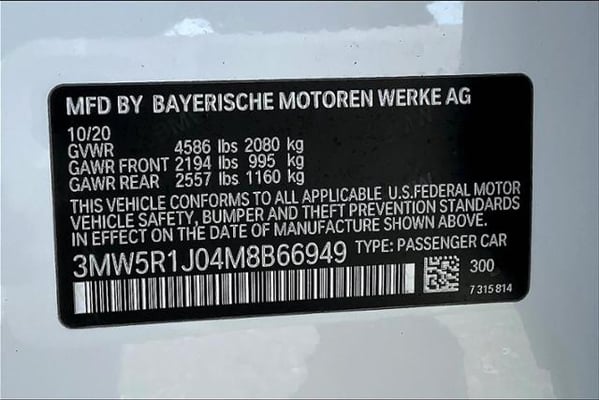 MFD BY BAYERISCHE MOTOREN WERKE AG
10/20
GVWR 4586 lbs 2080 kg
GAWR FRONT 2194 lbs 995 kg
GAWR REAR 2557 lbs 1160 kg
THIS VEHICLE CONFORMS TO ALL APPLICABLE U.S.FEDERAL MOTOR
VEHICLE SAFETY, BUMPER AND THEFT PREVENTION STANDARDS
IN EFFECT ON THE DATE OF MANUFACTURE SHOWN ABOVE.
3MW5R1J04M8B66949 TYPE: PASSENGER CAR
300
7 315 814